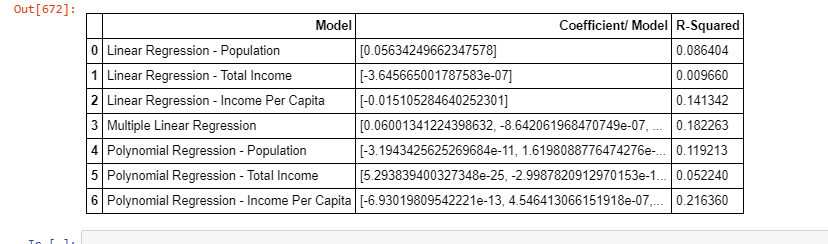 Out[672]:
Model Coefficient/ Model R-Squared
0 Linear Regression - Population [0.05634249662347578] 0.086404
1 Linear Regression - Total Income [-3.645665001787583e-07] 0.009660
2 Linear Regression - Income Per Capita [-0.015105284640252301] 0.141342
3 Multiple Linear Regression [0.06001341224398632, -8.642061968470749e-07, ... 0.182263
4 Polynomial Regression - Population [-3.1943425625269684e-11, 1.6198088776474276e-... 0.119213
5 Polynomial Regression - Total Income [5.293839400327348e-25, -2.9987820912970153e-1... 0.052240
6 Polynomial Regression - Income Per Capita [-6.93019809542221e-13, 4.546413066151918e-07,... 0.216360
In [ ]: